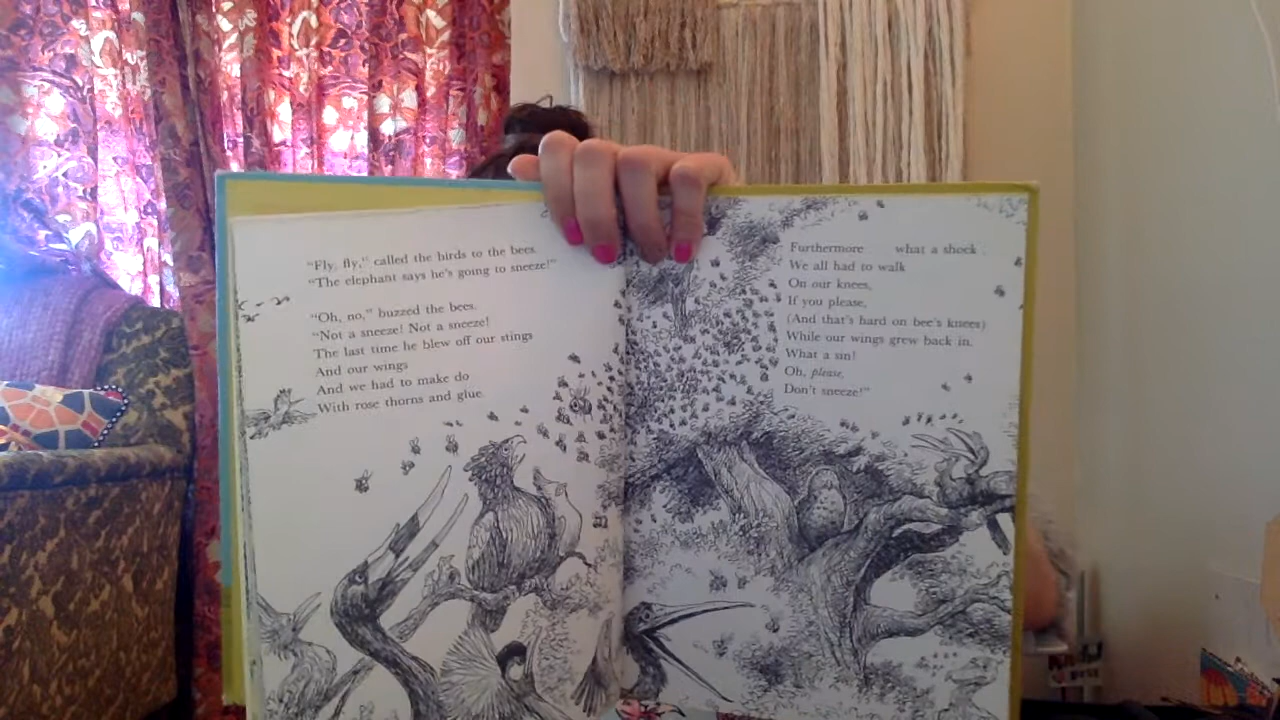 "Fly, fly," called the birds to the bees.
"The elephant says he's going to sneeze!"
"Oh, no," buzzed the bees.
"Not a sneeze! Not a sneeze!
The last time he blew off our stings
And our wings
And we had to make do
With rose thorns and glue.
Furthermore what a shock
We all had to walk
On our knees,
If you please,
(And that's hard on bee's knees)
While our wings grew back in.
What a sin!
Oh, please,
Don't sneeze!"